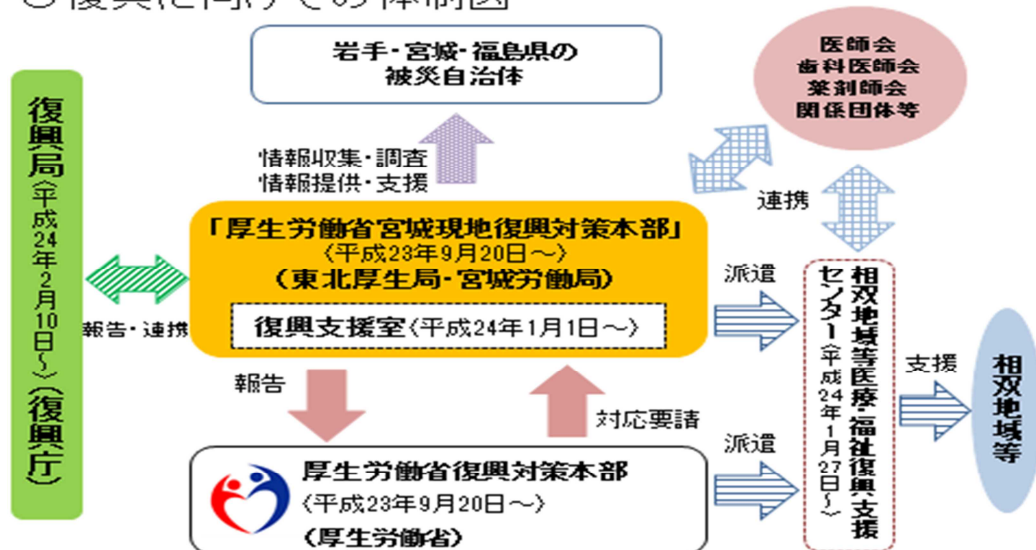 ○復興に向けての体制図
岩手・宮城・福島県の
被災自治体
医師会
歯科医師会
薬剤師会
関係団体等
復興局〈平成24年2月10日～〉(復興庁)
情報収集・調査
情報提供・支援
連携
「厚生労働省宮城現地復興対策本部」
〈平成23年9月20日～〉
(東北厚生局・宮城労働局)
復興支援室〈平成24年1月1日～〉
報告・連携
派遣
相双地域等医療・福祉復興支援
センター〈平成24年1月27日～〉
支援
相双地域等
報告
対応要請
派遣
厚生労働省復興対策本部
〈平成23年9月20日～〉
(厚生労働省)